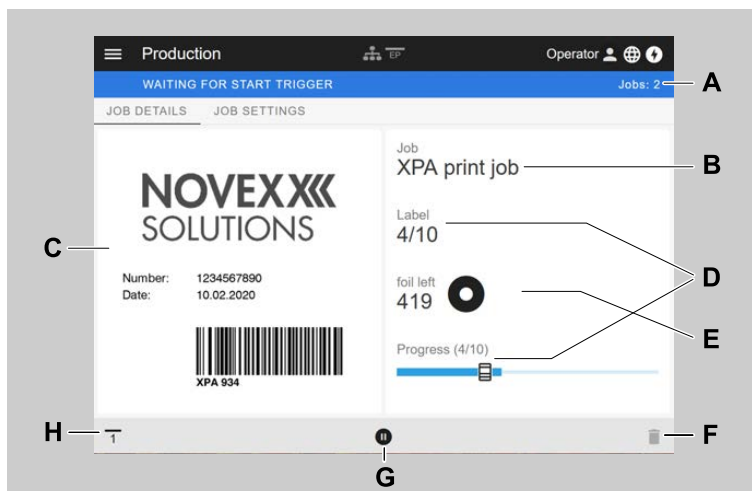 Production
EP
Operator
WAITING FOR START TRIGGER
Jobs: 2
A
JOB DETAILS JOB SETTINGS
Job
XPA print job
B
NOVEXX
SOLUTIONS
Label
4/10
C
D
Number: 1234567890
Date: 10.02.2020
foil left
419
E
Progress (4/10)
XPA 934
H
1
F
G